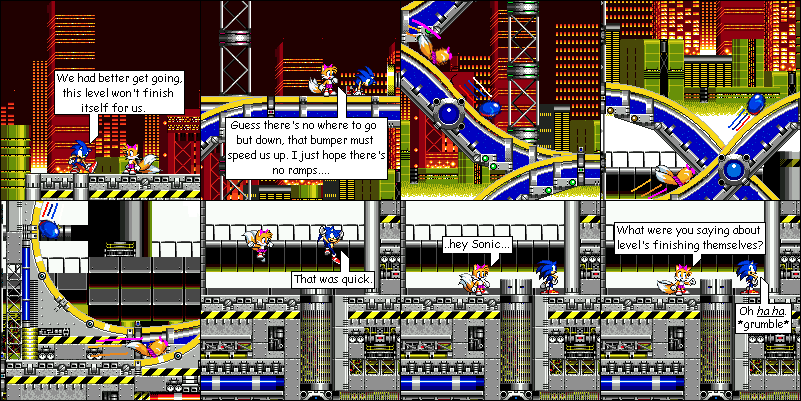 We had better get going,
this level won't finish
itself for us.
Guess there's no where to go
but down, that bumper must
speed us up. I just hope there's
no ramps....
That was quick.
..hey Sonic...
What were you saying about
level's finishing themselves?
Oh ha ha.
*grumble*